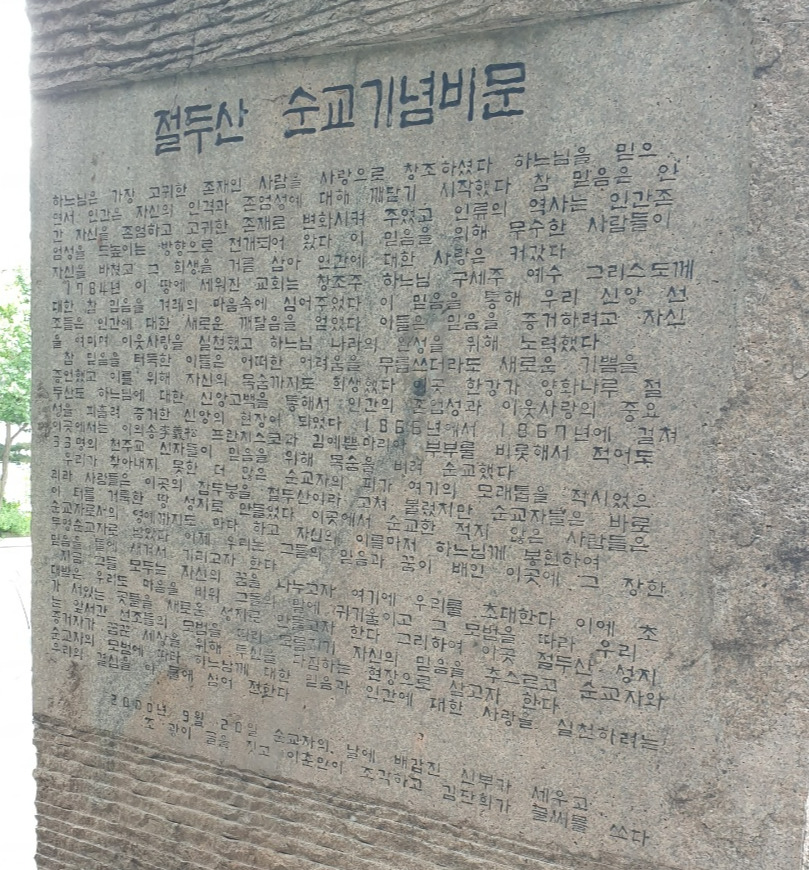 절두산 순교기념비문
하느님은 가장 고귀한 존재인 사람을 사랑으로 창조하셨다 하느님을 믿으
면서 인간은 자신의 인격과 존엄성에 대해 깨닫기 시작했다 참 믿음은 인
간 자신을 존엄하고 고귀한 존재로 변화시켜 주었고 인류의 역사는 인간존
엄성을 드높이는 방향으로 전개되어 왔다 이 믿음을 위해 무수한 사람들이
자신을 바쳤고 그 희생을 거름 삼아 인간에 대한 사랑은 커갔다
1784년 이 땅에 세워진 교회는 창조주 하느님 구세주 예수 그리스도께
대한 참 믿음을 겨레의 마음속에 심어주었다 이 믿음을 통해 우리 신앙 선
조들은 인간에 대한 새로운 깨달음을 얻었다 이들은 믿음을 증거하려고 자신
을 여미며 이웃사랑을 실천했고 하느님 나라의 완성을 위해 노력했다
참 믿음을 터득한 이들은 어떠한 어려움을 무릅쓰더라도 새로운 기쁨을
증언했고 이를 위해 자신의 목숨까지도 희생했다 이곳 한강가 양화나루 절
두산도 하느님에 대한 신앙고백을 통해서 인간의 존엄성과 이웃사랑의 중요
성을 피흘려 증거한 신앙의 현장이 되었다 1866년에서 1867년에 걸쳐
이곳에서는 이의송李義松 프란치스코와 김예쁜마리아 부부를 비롯해서 적어도
33명의 천주교 신자들이 믿음을 위해 목숨을 버려 순교했다
우리가 찾아내지 못한 더 많은 순교자의 피가 여기의 모래톱을 적시었으
리라 사람들은 이곳의 잠두봉을 절두산이라 고쳐 불렀지만 순교자들은 바로
이 터를 거룩한 땅 성지로 만들었다 이곳에서 순교한 적지 않은 사람들은
순교자로서의 영예까지도 마다 하고 자신의 이름마저 하느님께 봉헌하여
무명순교자로 남았다 이제 우리는 그들의 믿음과 꿈이 배인 이곳에 그 장한
믿음을 돌에 새겨서 기리고자 한다
지금 그들 모두는 자신의 꿈을 나누고자 여기에 우리를 초대한다 이에 초
대받은 우리도 마음을 비워 그들의 말에 귀기울이고 그 모범을 따라 우리
가 서있는 곳들을 새로운 성지로 만들고자 한다 그리하여 이곳 절두산 성지
는 앞서간 선조들의 모범을 따라 모름지기 자신의 믿음을 추스르고 순교자와
증거자가 꿈꾼 세상을 위해 투신을 다짐하는 현장으로 삼고자 한다
순교자의 모범에 따라 하느님께 대한 믿음과 인간에 대한 사랑을 실천하려는
우리의 결심을 이 돌에 심어 전한다
2000년 9월 20일 순교자의 날에 배갑진 신부가 세우고
조 광이 글을 짓고 이춘만이 조각하고 김단희가 글씨를 쓰다